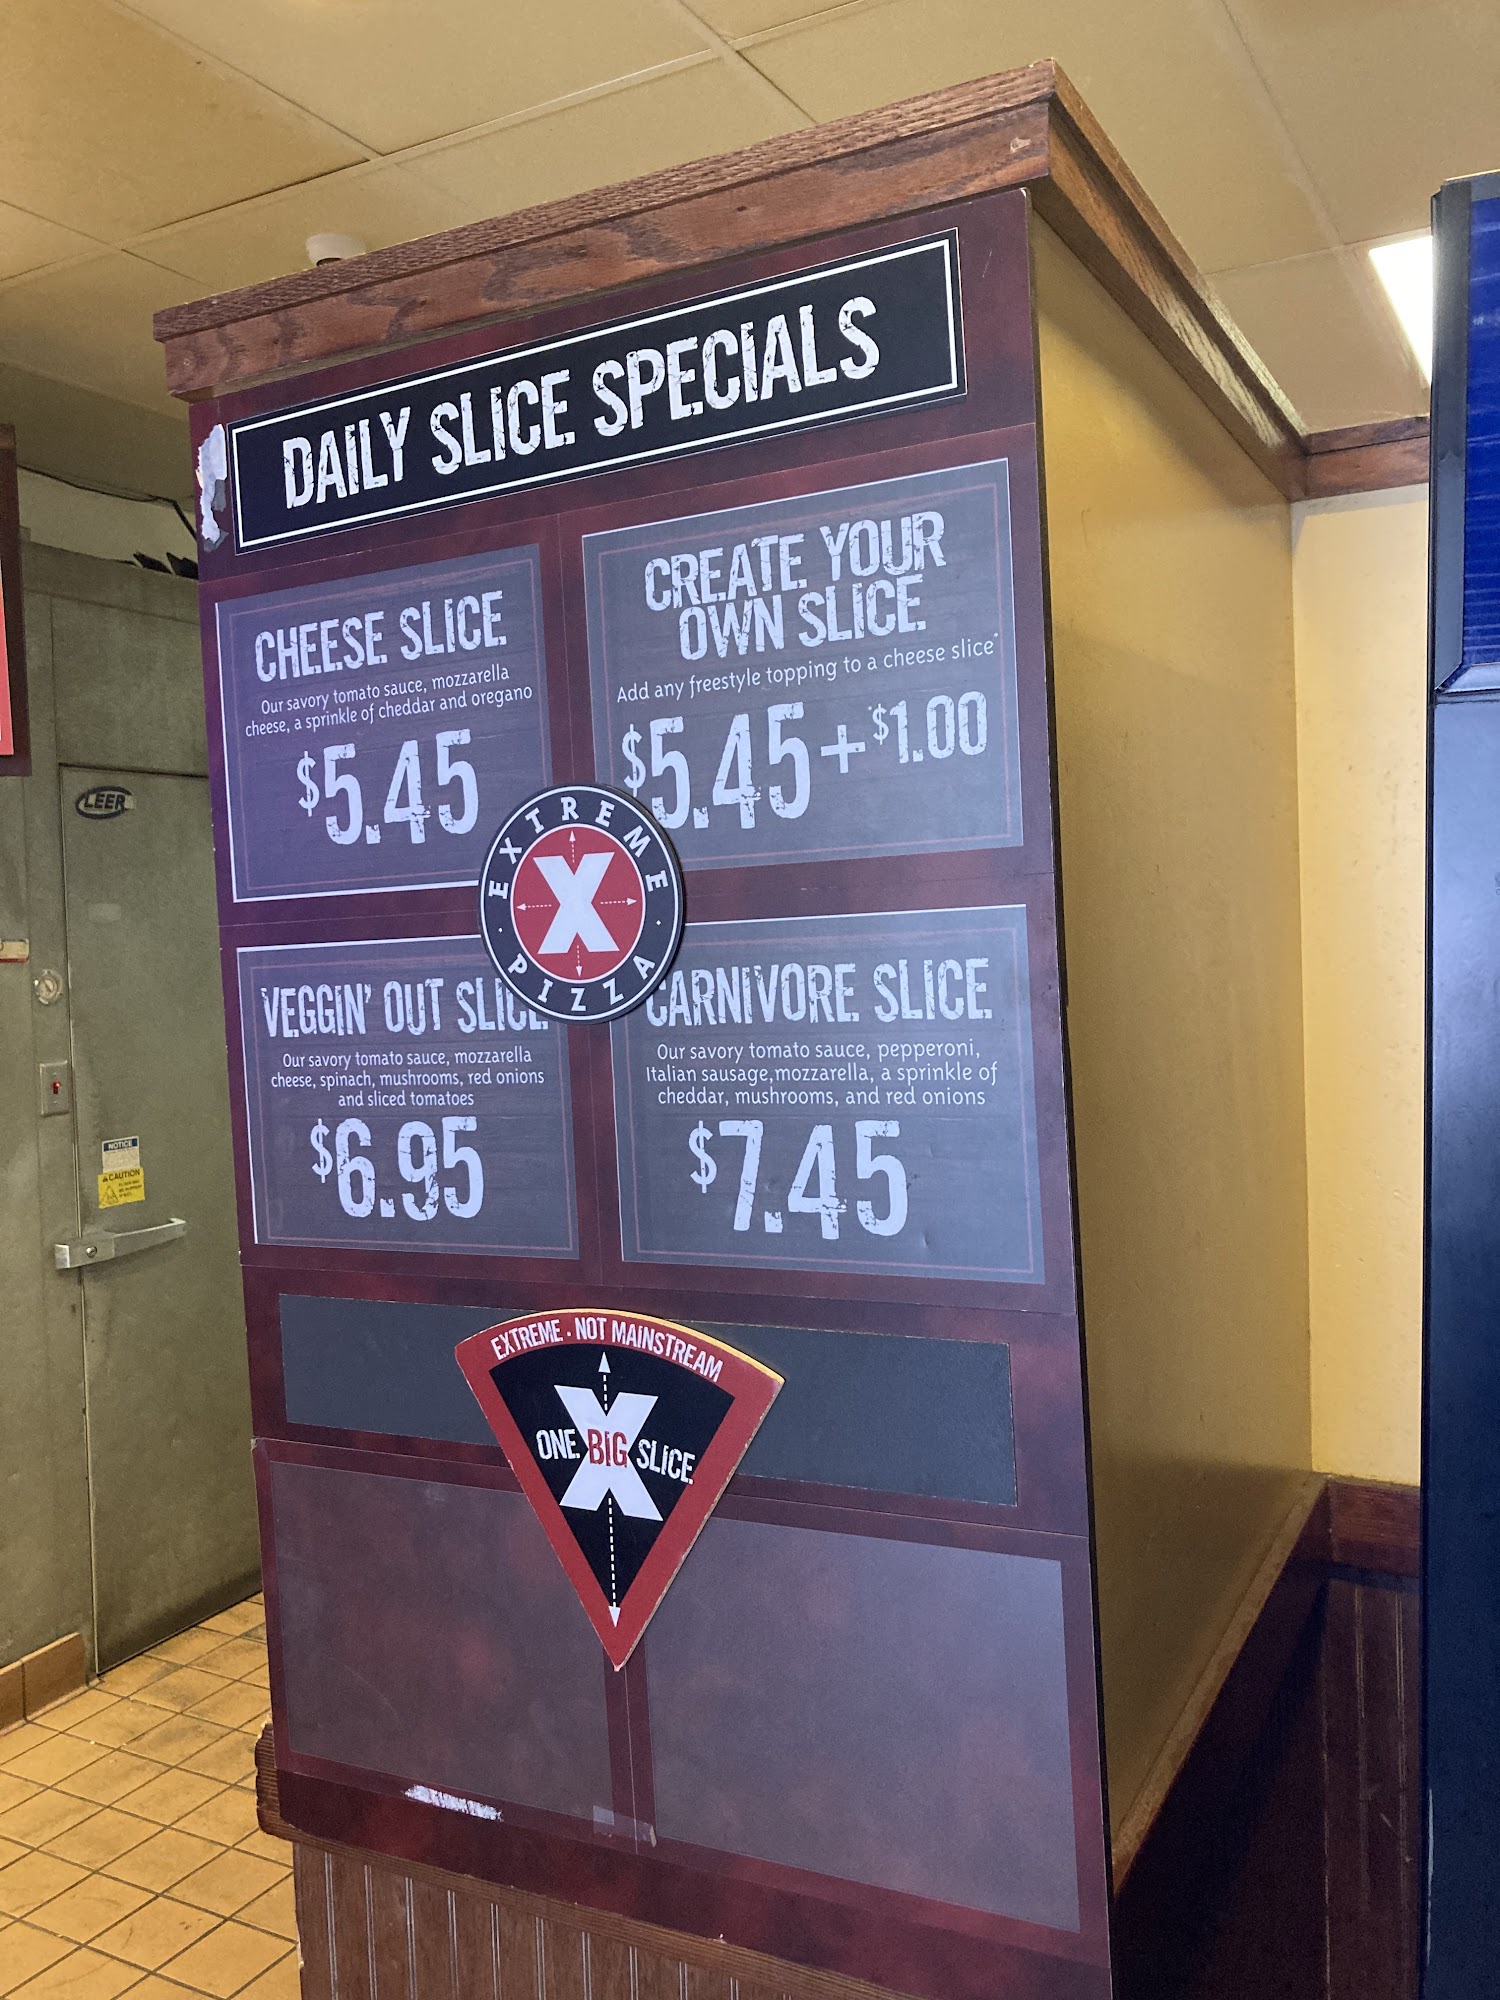 DAILY SLICE SPECIALS
CHEESE SLICE
Our savory tomato sauce, mozzarella
cheese, a sprinkle of cheddar and oregano
$5.45
CREATE YOUR
OWN SLICE
Add any freestyle topping to a cheese slice*
$5.45 + *$1.00
EXTREME
X
· PIZZA ·
VEGGIN' OUT SLICE
Our savory tomato sauce, mozzarella
cheese, spinach, mushrooms, red onions
and sliced tomatoes
$6.95
CARNIVORE SLICE
Our savory tomato sauce, pepperoni,
Italian sausage,mozzarella, a sprinkle of
cheddar, mushrooms, and red onions
$7.45
EXTREME · NOT MAINSTREAM
X
ONE BIG SLICE
LEER
NOTICE
CAUTION